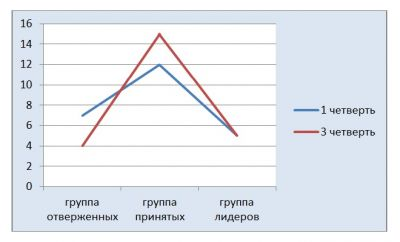 16
14
12
10
8
6
4
2
0
группа отверженных
группа принятых
группа лидеров
1 четверть
3 четверть